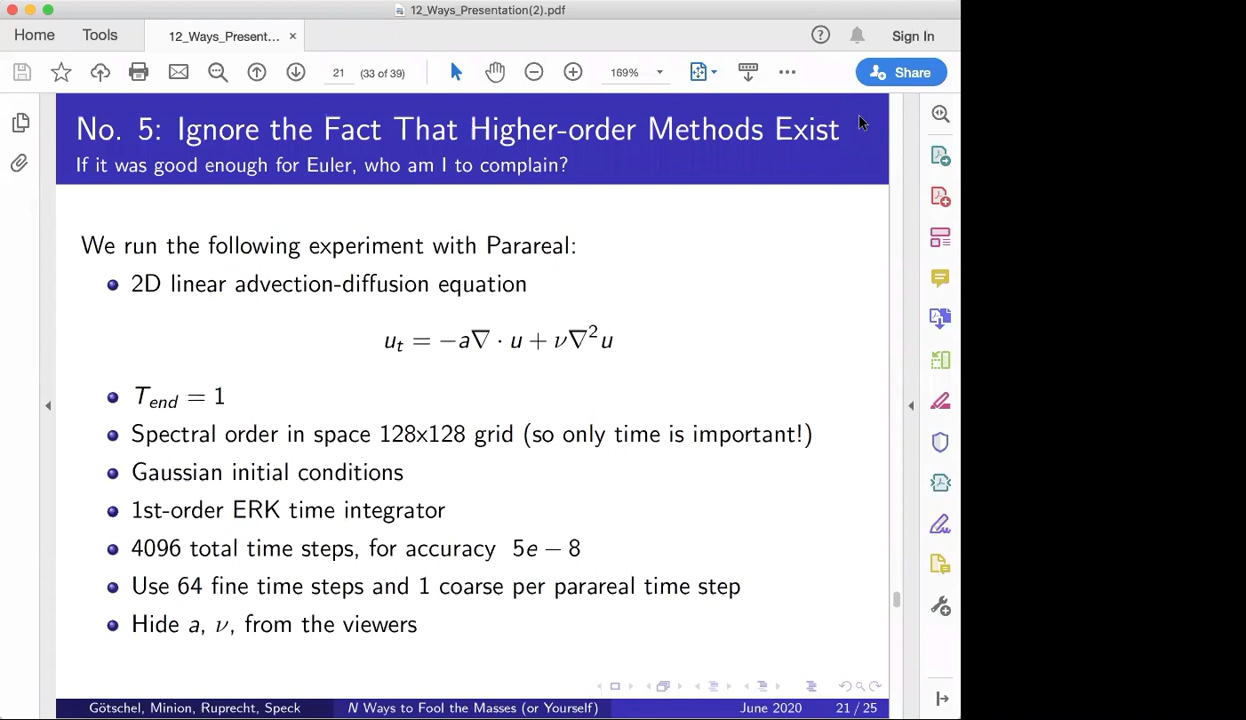 12_Ways_Presentation(2).pdf
Home
Tools
12_Ways_Present...
Sign In
21
(33 of 39)
169%
Share
No. 5: Ignore the Fact That Higher-order Methods Exist
If it was good enough for Euler, who am I to complain?
We run the following experiment with Parareal:
2D linear advection-diffusion equation
u_t = −a∇ · u + ν∇²u
T_end = 1
Spectral order in space 128x128 grid (so only time is important!)
Gaussian initial conditions
1st-order ERK time integrator
4096 total time steps, for accuracy 5e − 8
Use 64 fine time steps and 1 coarse per parareal time step
Hide a, ν, from the viewers
Götschel, Minion, Ruprecht, Speck
N Ways to Fool the Masses (or Yourself)
June 2020
21 / 25